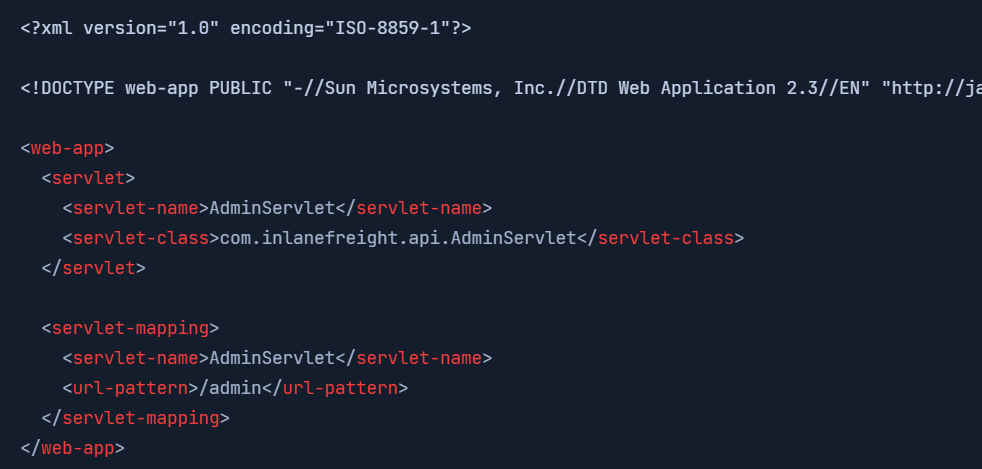 <?xml version="1.0" encoding="ISO-8859-1"?>
<!DOCTYPE web-app PUBLIC "-//Sun Microsystems, Inc.//DTD Web Application 2.3//EN" "http://ja
<web-app>
  <servlet>
    <servlet-name>AdminServlet</servlet-name>
    <servlet-class>com.inlanefreight.api.AdminServlet</servlet-class>
  </servlet>
  <servlet-mapping>
    <servlet-name>AdminServlet</servlet-name>
    <url-pattern>/admin</url-pattern>
  </servlet-mapping>
</web-app>